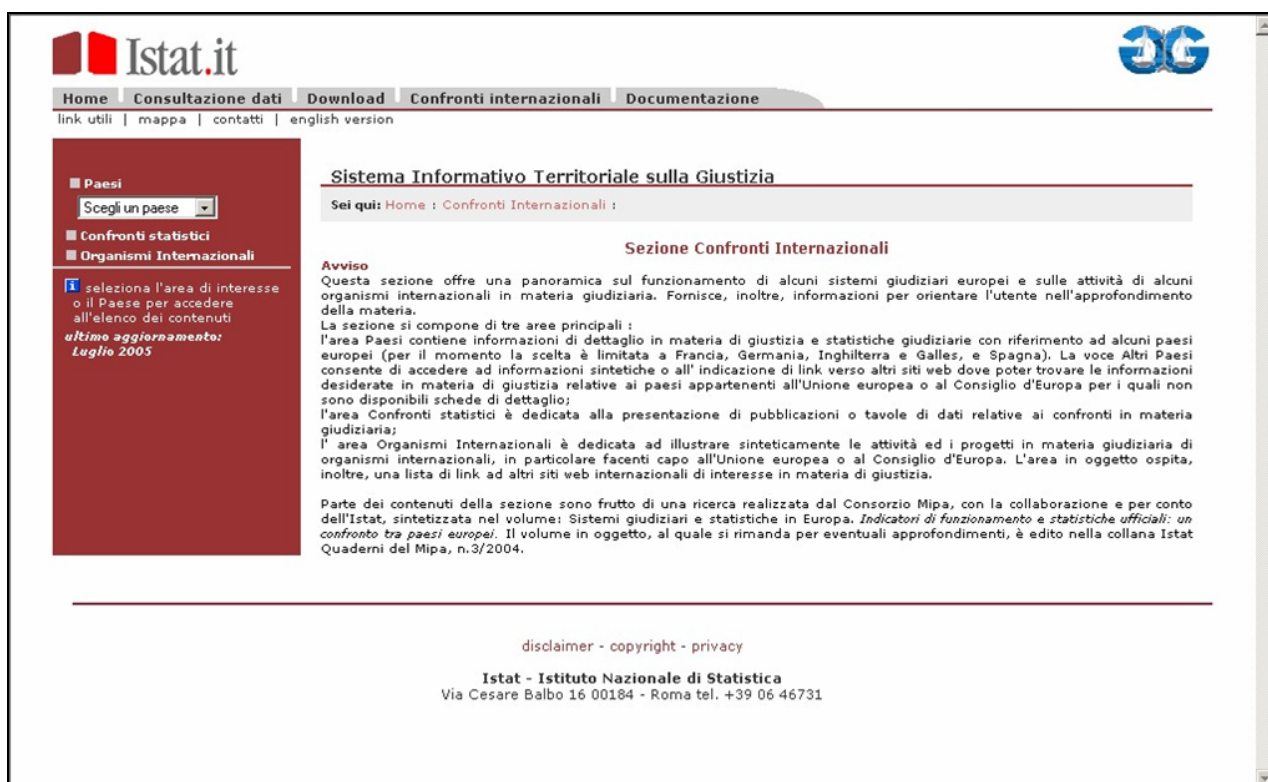 Istat.it
Home Consultazione dati Download Confronti internazionali Documentazione
link utili | mappa | contatti | english version
Paesi
Scegli un paese
Confronti statistici
Organismi Internazionali
i seleziona l'area di interesse
o il Paese per accedere
all'elenco dei contenuti
ultimo aggiornamento:
Luglio 2005
Sistema Informativo Territoriale sulla Giustizia
Sei qui: Home : Confronti Internazionali :
Sezione Confronti Internazionali
Avviso
Questa sezione offre una panoramica sul funzionamento di alcuni sistemi giudiziari europei e sulle attività di alcuni
organismi internazionali in materia giudiziaria. Fornisce, inoltre, informazioni per orientare l'utente nell'approfondimento
della materia.
La sezione si compone di tre aree principali :
l'area Paesi contiene informazioni di dettaglio in materia di giustizia e statistiche giudiziarie con riferimento ad alcuni paesi
europei (per il momento la scelta è limitata a Francia, Germania, Inghilterra e Galles, e Spagna). La voce Altri Paesi
consente di accedere ad informazioni sintetiche o all' indicazione di link verso altri siti web dove poter trovare le informazioni
desiderate in materia di giustizia relative ai paesi appartenenti all'Unione europea o al Consiglio d'Europa per i quali non
sono disponibili schede di dettaglio;
l'area Confronti statistici è dedicata alla presentazione di pubblicazioni o tavole di dati relative ai confronti in materia
giudiziaria;
l' area Organismi Internazionali è dedicata ad illustrare sinteticamente le attività ed i progetti in materia giudiziaria di
organismi internazionali, in particolare facenti capo all'Unione europea o al Consiglio d'Europa. L'area in oggetto ospita,
inoltre, una lista di link ad altri siti web internazionali di interesse in materia di giustizia.
Parte dei contenuti della sezione sono frutto di una ricerca realizzata dal Consorzio Mipa, con la collaborazione e per conto
dell'Istat, sintetizzata nel volume: Sistemi giudiziari e statistiche in Europa. Indicatori di funzionamento e statistiche ufficiali: un
confronto tra paesi europei. Il volume in oggetto, al quale si rimanda per eventuali approfondimenti, è edito nella collana Istat
Quaderni del Mipa, n.3/2004.
disclaimer - copyright - privacy
Istat - Istituto Nazionale di Statistica
Via Cesare Balbo 16 00184 - Roma tel. +39 06 46731